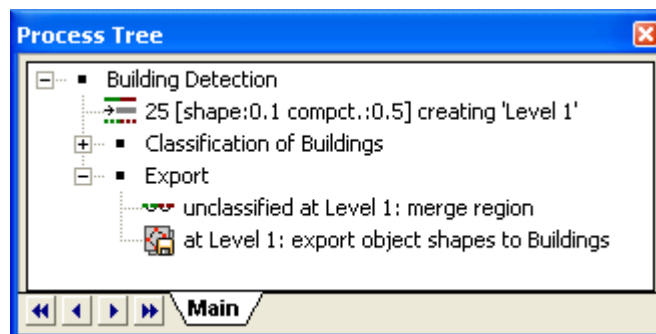 Process Tree
Building Detection
25 [shape:0.1 compct.:0.5] creating 'Level 1'
Classification of Buildings
Export
unclassified at Level 1: merge region
at Level 1: export object shapes to Buildings
Main